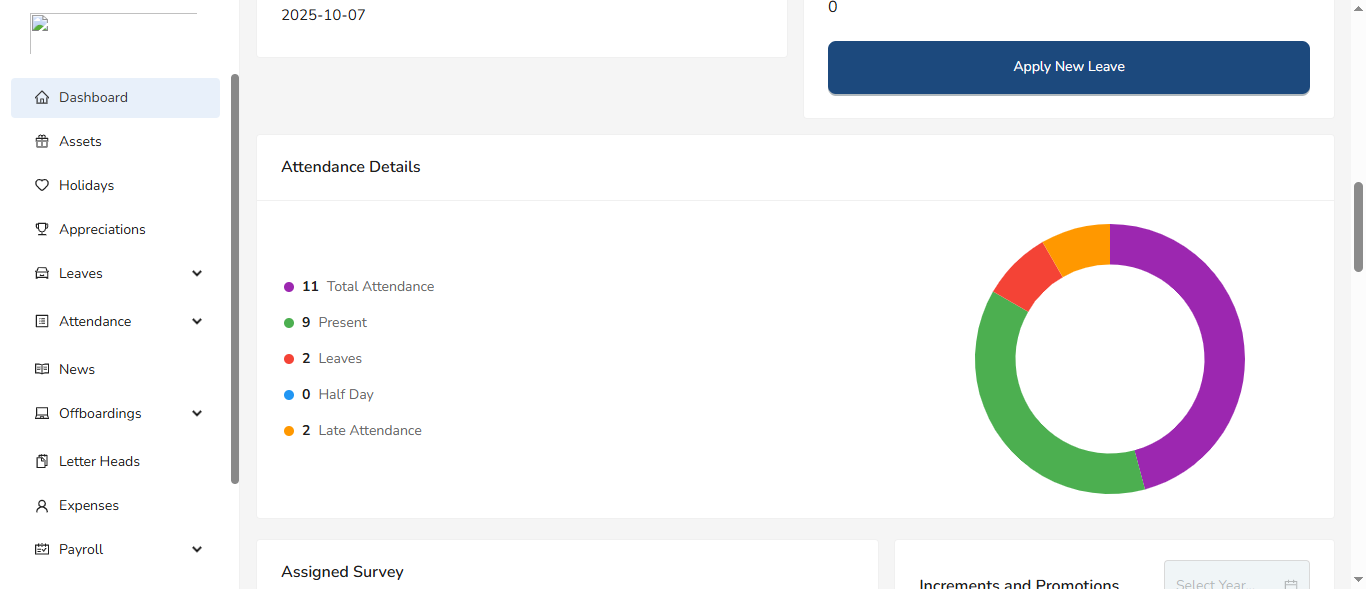 2025-10-07
0
Apply New Leave
Dashboard
Assets
Holidays
Appreciations
Leaves
Attendance
News
Offboardings
Letter Heads
Expenses
Payroll
Attendance Details
11 Total Attendance
9 Present
2 Leaves
0 Half Day
2 Late Attendance
Assigned Survey
Increments and Promotions
Select Year...